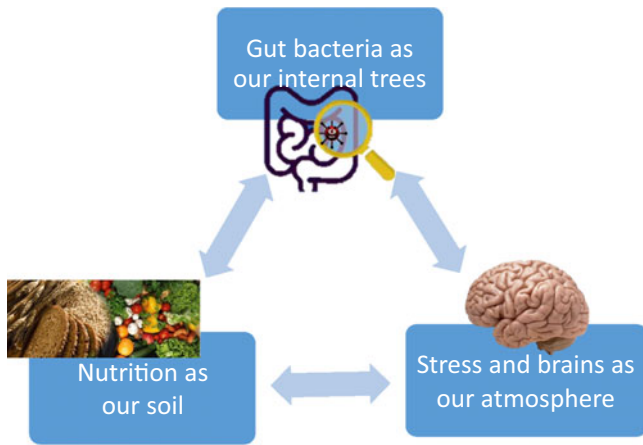 Gut bacteria as
our internal trees
Nutrition as
our soil
Stress and brains as
our atmosphere